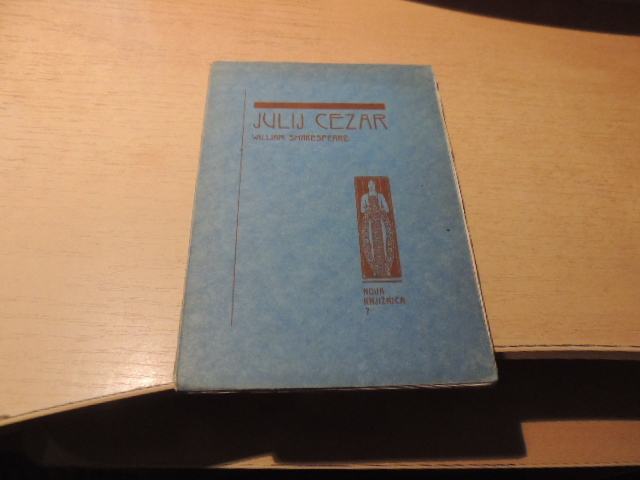 JULIJ CEZAR
WILLIAM SHAKESPEARE
NOVA
KNJIŽNICA
7